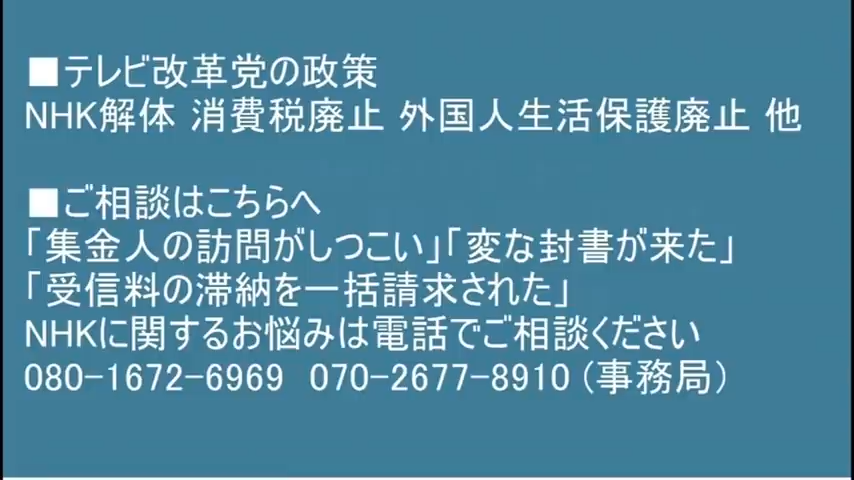 ■テレビ改革党の政策
NHK解体 消費税廃止 外国人生活保護廃止 他
■ご相談はこちらへ
「集金人の訪問がしつこい」「変な封書が来た」
「受信料の滞納を一括請求された」
NHKに関するお悩みは電話でご相談ください
080-1672-6969 070-2677-8910（事務局）